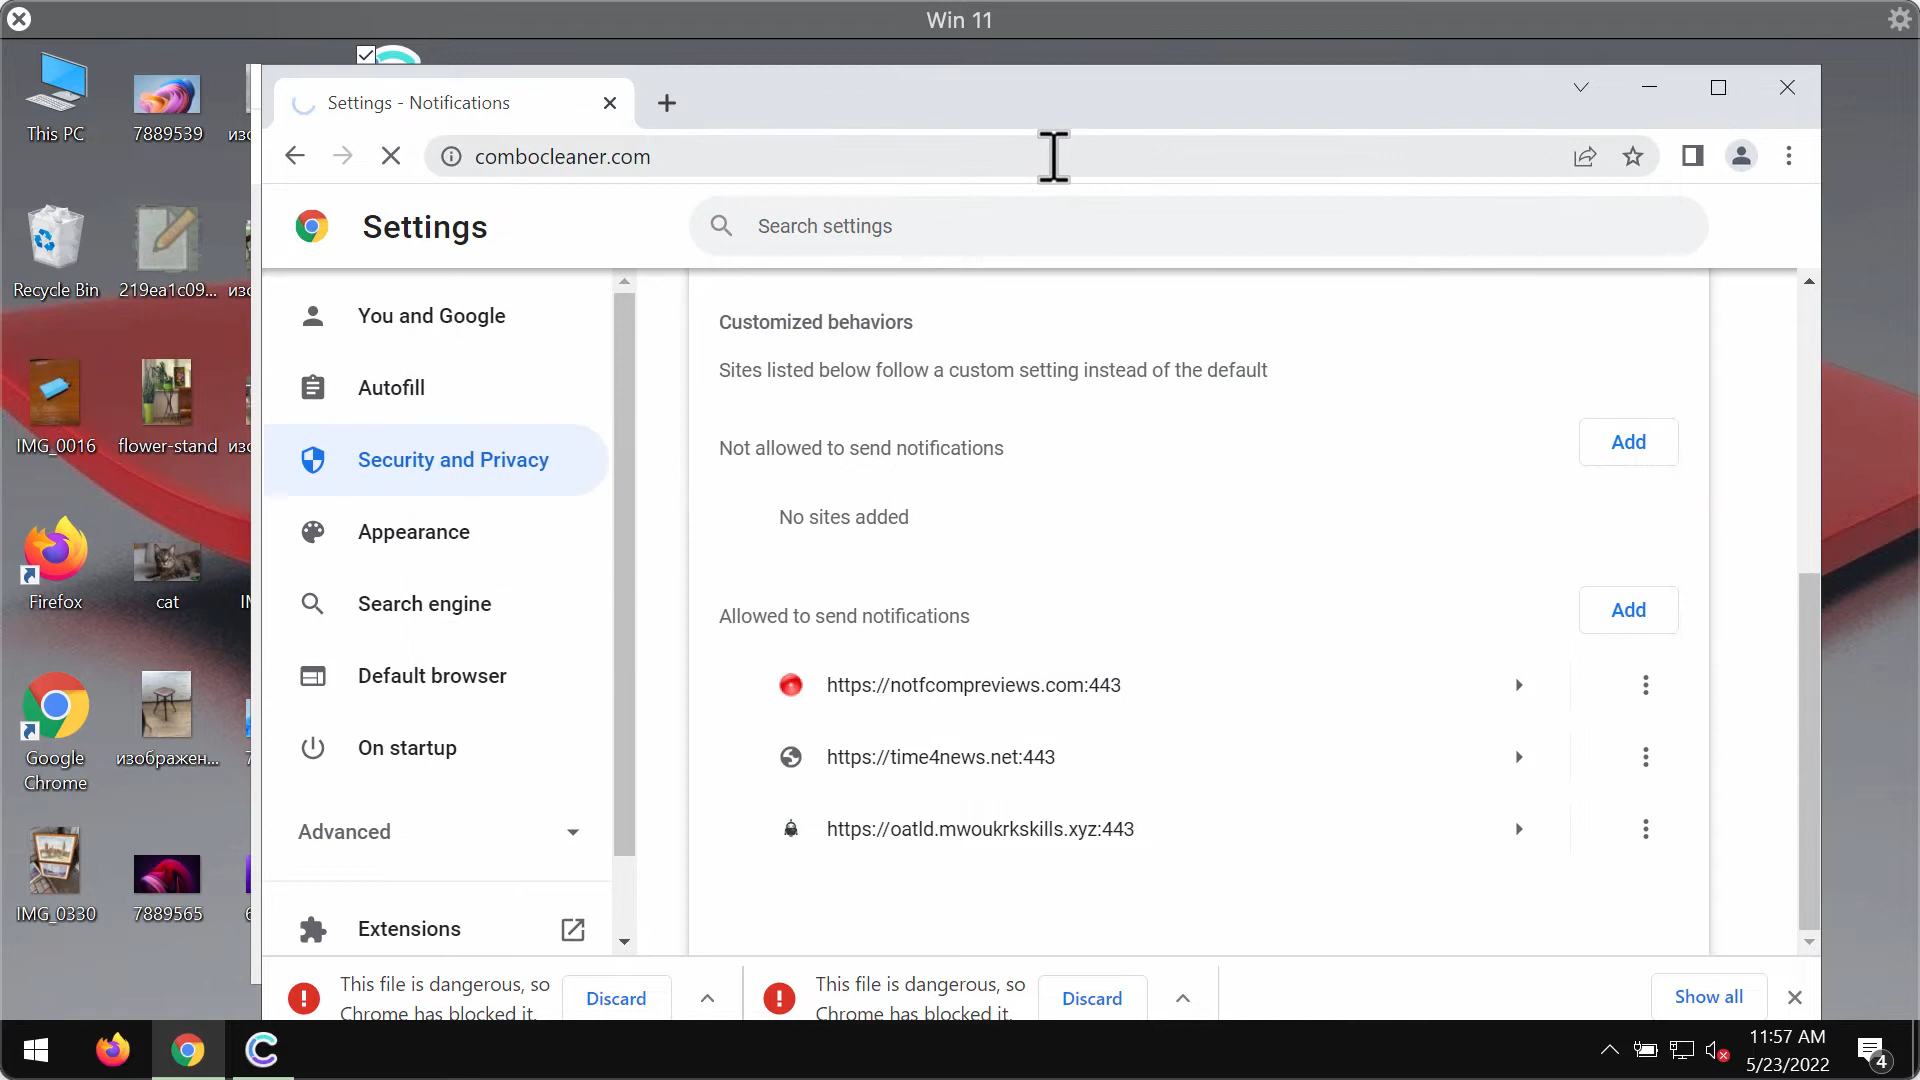 Win 11
Settings - Notifications
combocleaner.com
Settings
Search settings
This PC
7889539
Recycle Bin
219ea1c09...
IMG_0016
flower-stand
Firefox
cat
Google
Chrome
изображен...
IMG_0330
7889565
You and Google
Autofill
Security and Privacy
Appearance
Search engine
Default browser
On startup
Advanced
Extensions
Customized behaviors
Sites listed below follow a custom setting instead of the default
Not allowed to send notifications
Add
No sites added
Allowed to send notifications
Add
https://notfcompreviews.com:443
https://time4news.net:443
https://oatld.mwoukrkskills.xyz:443
This file is dangerous, so
Chrome has blocked it.
Discard
This file is dangerous, so
Chrome has blocked it.
Discard
Show all
11:57 AM
5/23/2022
4